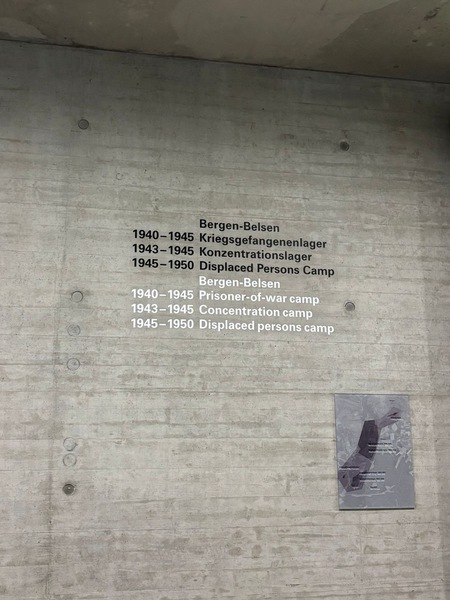 Bergen-Belsen
1940–1945 Kriegsgefangenenlager
1943–1945 Konzentrationslager
1945–1950 Displaced Persons Camp
Bergen-Belsen
1940–1945 Prisoner-of-war camp
1943–1945 Concentration camp
1945–1950 Displaced persons camp